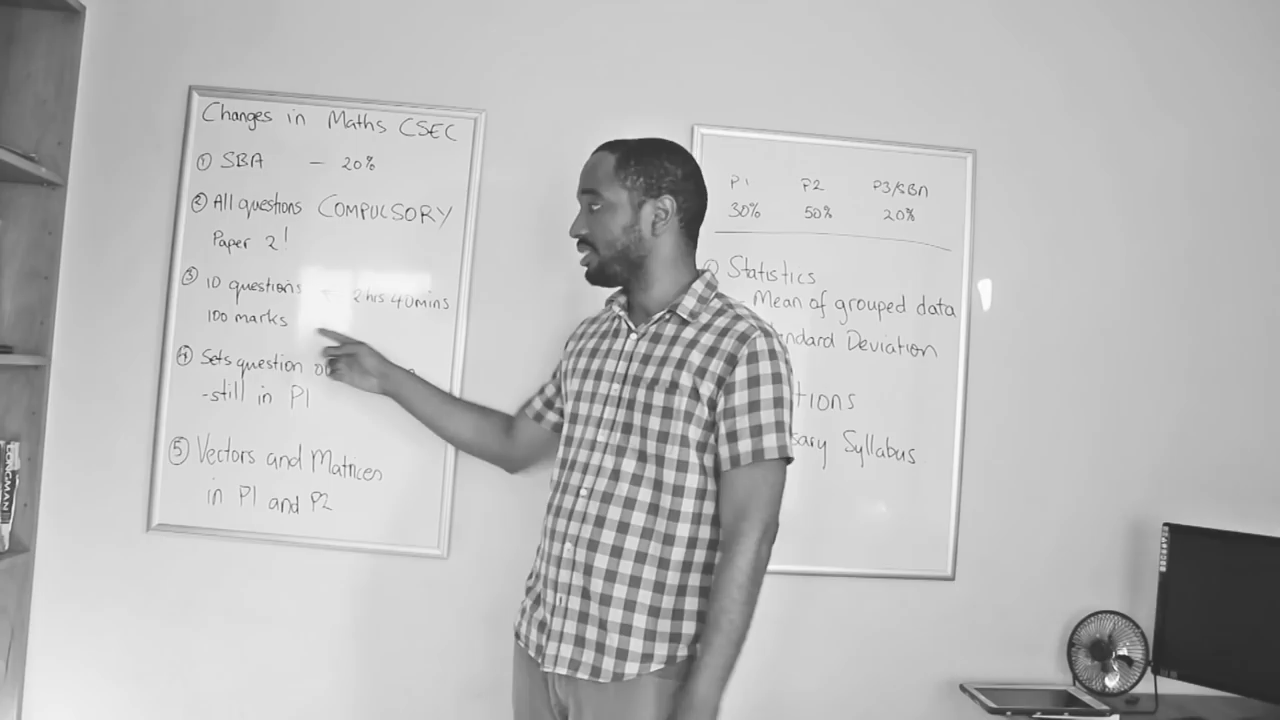 Changes in Maths CSEC
① SBA – 20%
② All questions COMPULSORY
Paper 2!
③ 10 questions – 2 hrs 40mins
100 marks
④ Sets question
-still in P1
⑤ Vectors and Matrices
in P1 and P2
P1 P2 P3/SBA
30% 50% 20%
Statistics
Mean of grouped data
Deviation
Syllabus
LONGMAN